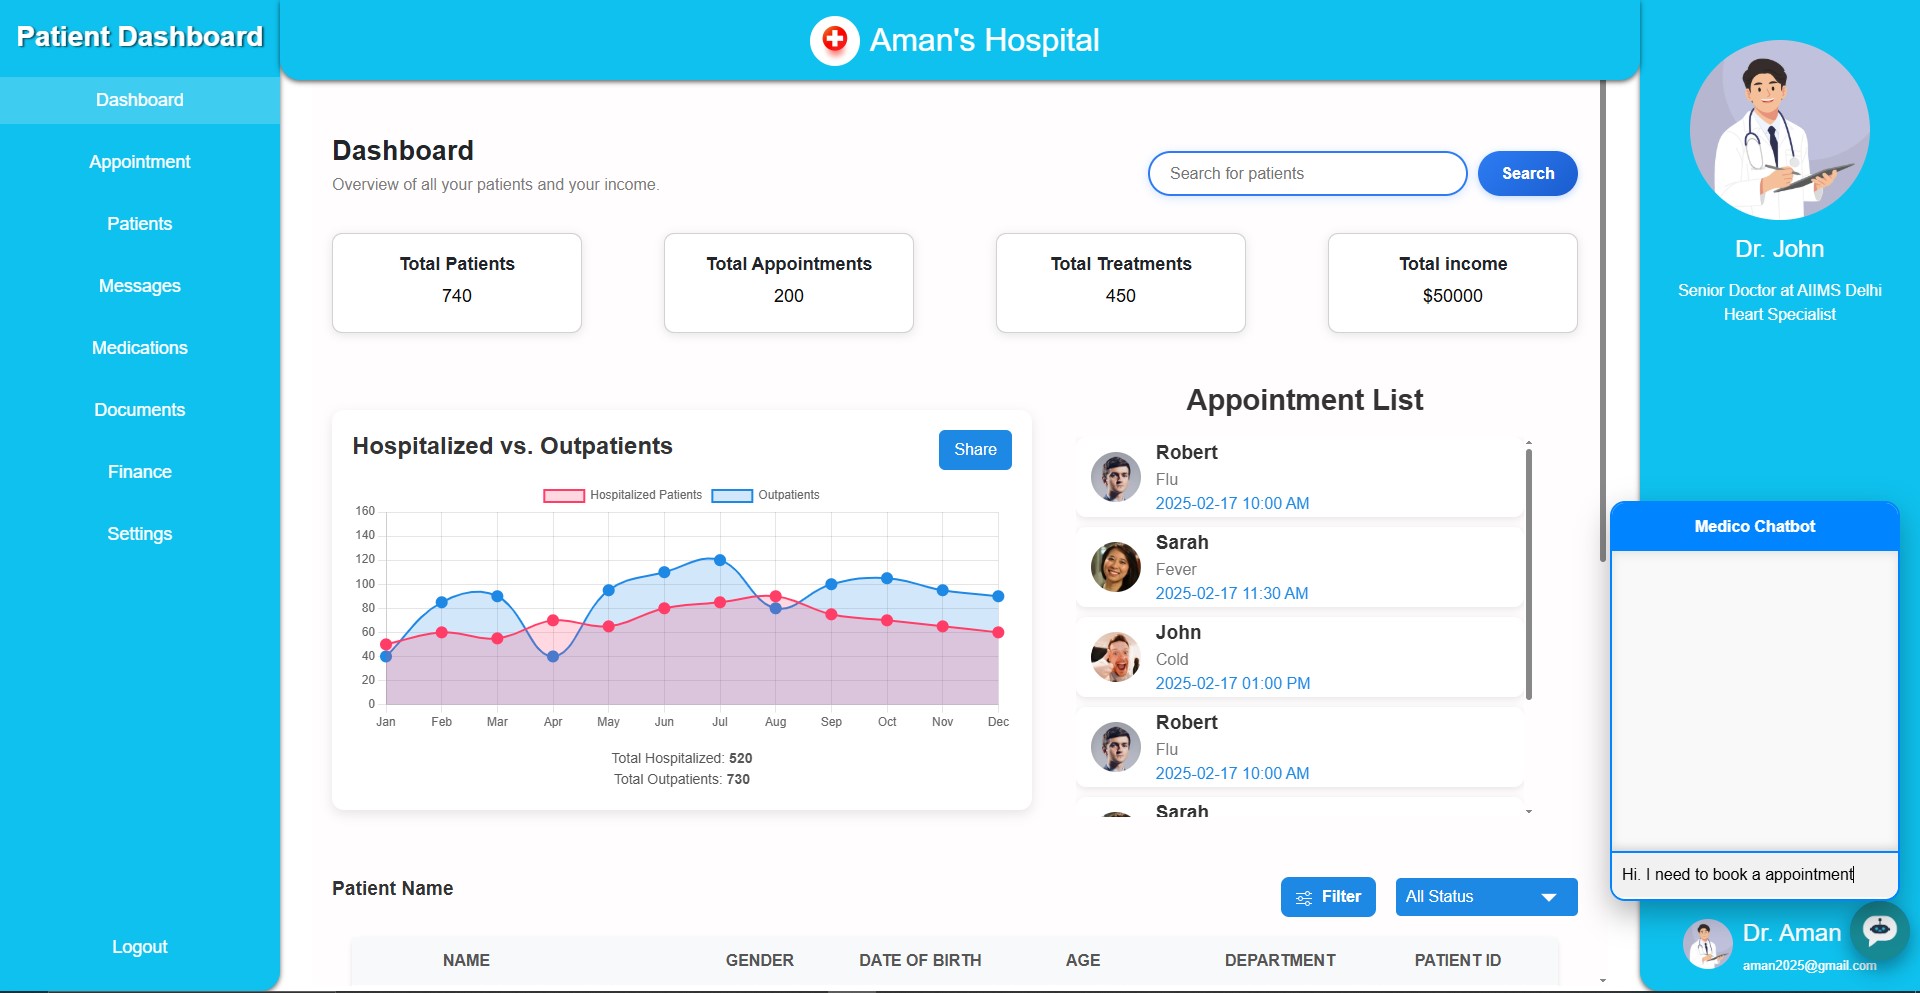 Patient Dashboard
Dashboard
Appointment
Patients
Messages
Medications
Documents
Finance
Settings
Logout
Aman's Hospital
Dashboard
Overview of all your patients and your income.
Search for patients
Search
Total Patients
740
Total Appointments
200
Total Treatments
450
Total income
$50000
Hospitalized vs. Outpatients
Share
Hospitalized Patients Outpatients
160
140
120
100
80
60
40
20
0
Jan Feb Mar Apr May Jun Jul Aug Sep Oct Nov Dec
Total Hospitalized: 520
Total Outpatients: 730
Appointment List
Robert
Flu
2025-02-17 10:00 AM
Sarah
Fever
2025-02-17 11:30 AM
John
Cold
2025-02-17 01:00 PM
Robert
Flu
2025-02-17 10:00 AM
Sarah
Patient Name
Filter
All Status
NAME GENDER DATE OF BIRTH AGE DEPARTMENT PATIENT ID
Dr. John
Senior Doctor at AIIMS Delhi
Heart Specialist
Medico Chatbot
Hi. I need to book a appointment
Dr. Aman
aman2025@gmail.com